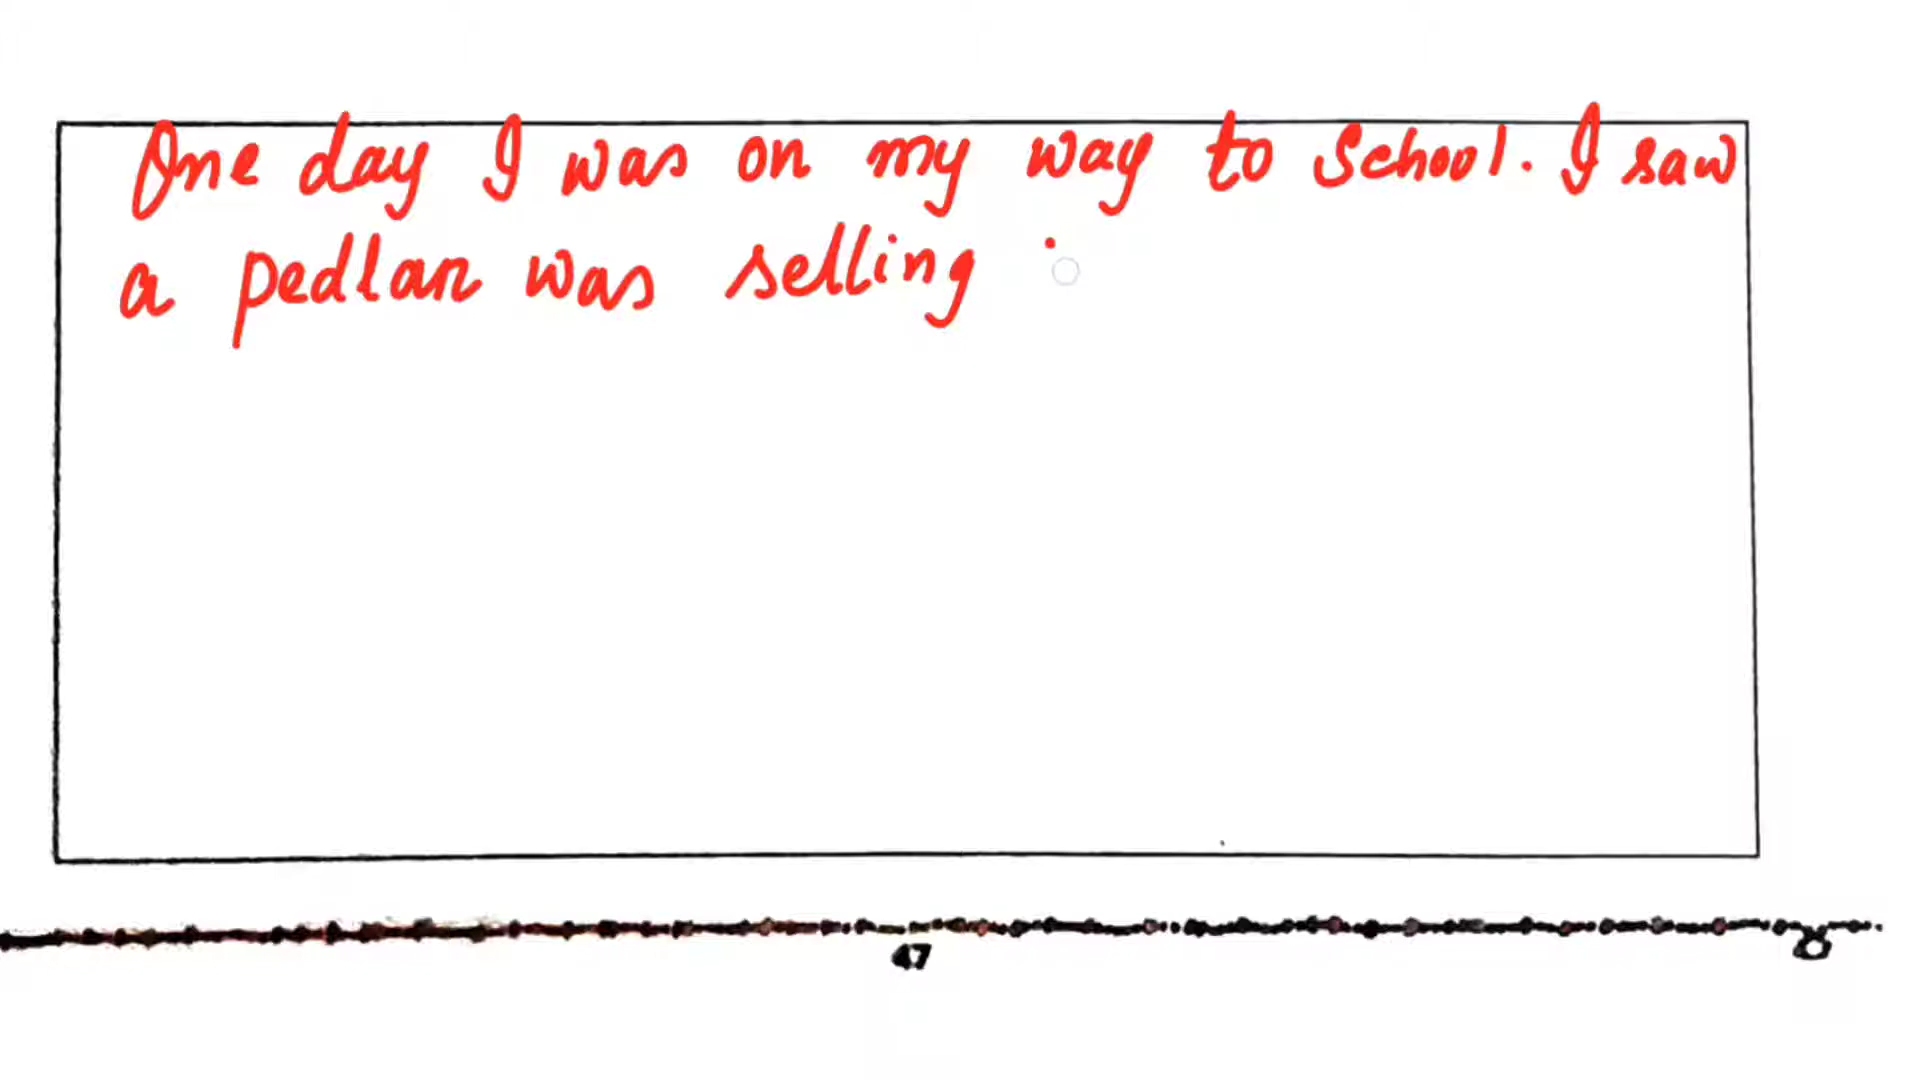 One day I was on my way to school. I saw
a pedlar was selling
47